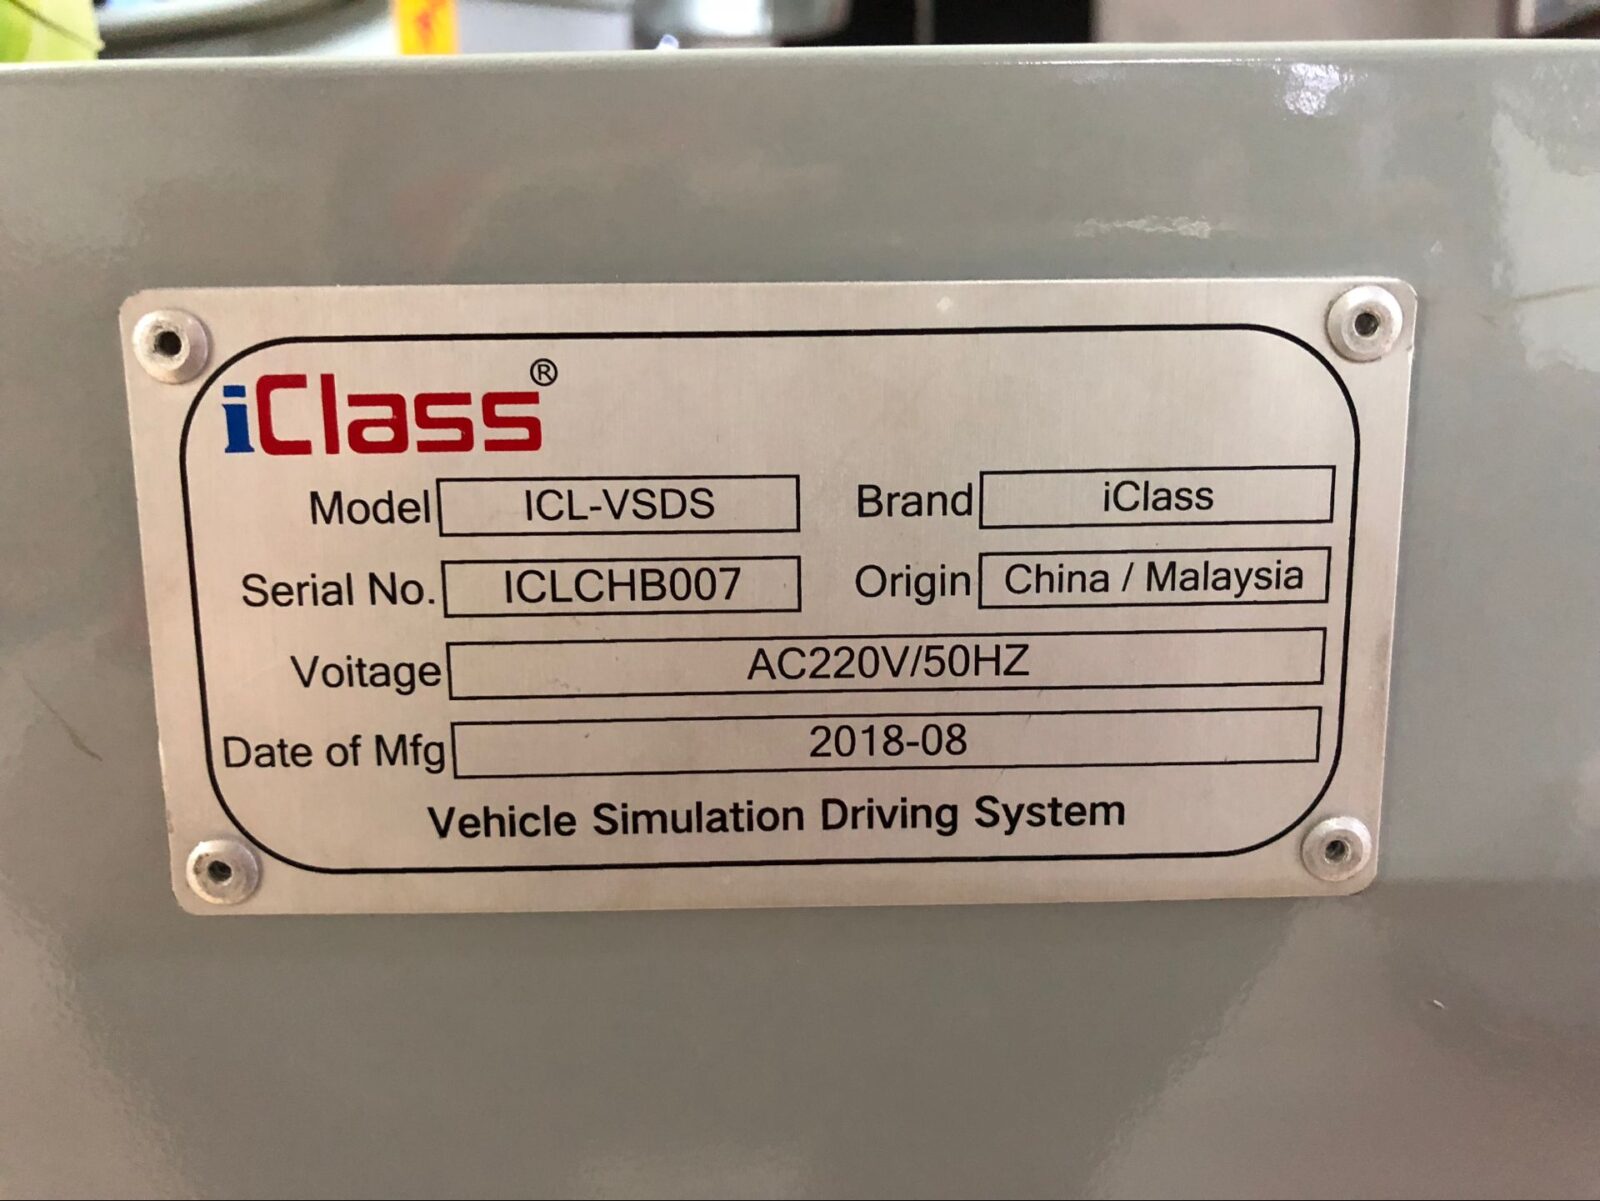 iClass®
Model ICL-VSDS Brand iClass
Serial No. ICLCHB007 Origin China / Malaysia
Voitage AC220V/50HZ
Date of Mfg 2018-08
Vehicle Simulation Driving System